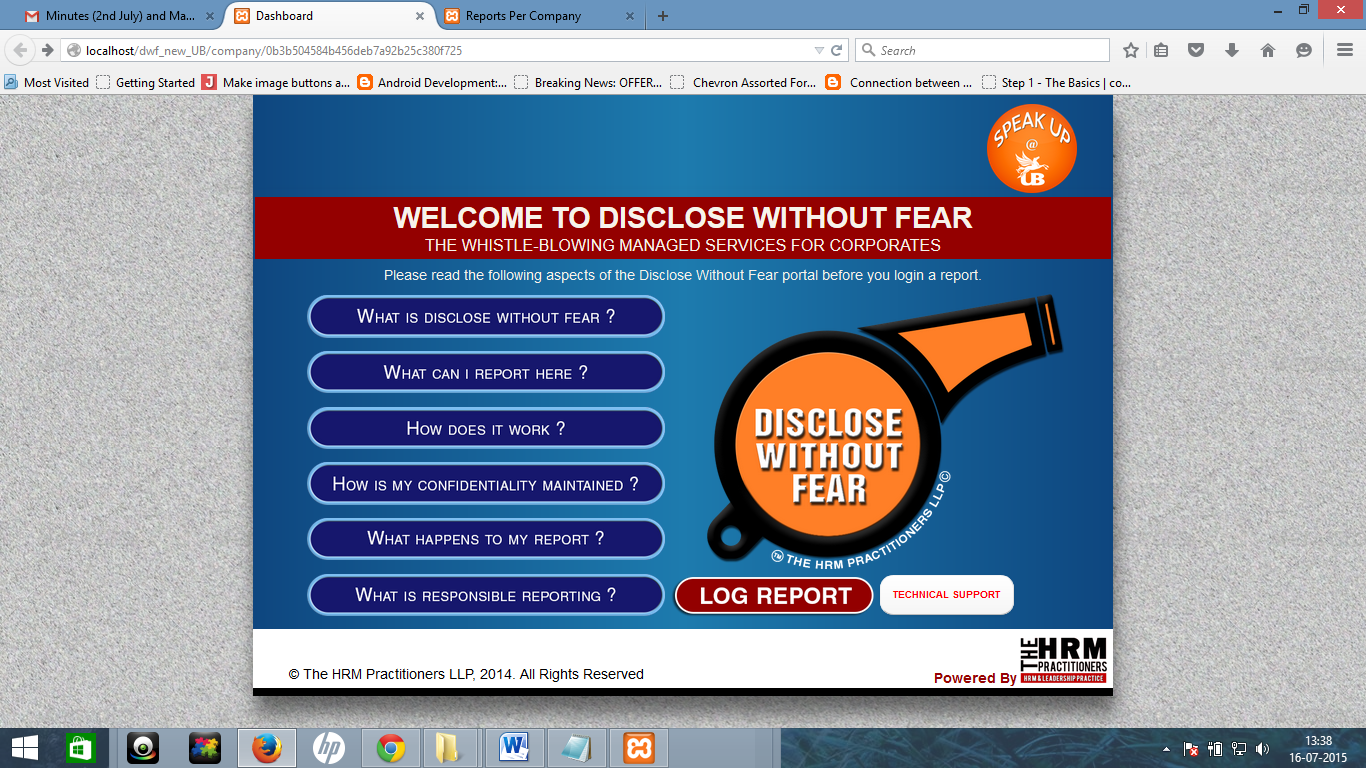 Minutes (2nd July) and Ma...
Dashboard
Reports Per Company
localhost/dwf_new_UB/company/0b3b504584b456deb7a92b25c380f725
Search
Most Visited
Getting Started
Make image buttons a...
Android Development:...
Breaking News: OFFER...
Chevron Assorted For...
Connection between ...
Step 1 - The Basics | co...
SPEAK UP
@
UB
WELCOME TO DISCLOSE WITHOUT FEAR
THE WHISTLE-BLOWING MANAGED SERVICES FOR CORPORATES
Please read the following aspects of the Disclose Without Fear portal before you login a report.
WHAT IS DISCLOSE WITHOUT FEAR ?
WHAT CAN I REPORT HERE ?
HOW DOES IT WORK ?
HOW IS MY CONFIDENTIALITY MAINTAINED ?
WHAT HAPPENS TO MY REPORT ?
WHAT IS RESPONSIBLE REPORTING ?
DISCLOSE
WITHOUT
FEAR
TM THE HRM PRACTITIONERS LLP ©
LOG REPORT
TECHNICAL SUPPORT
© The HRM Practitioners LLP, 2014. All Rights Reserved
Powered By
THE HRM
PRACTITIONERS
HRM & LEADERSHIP PRACTICE
hp
13:38
16-07-2015